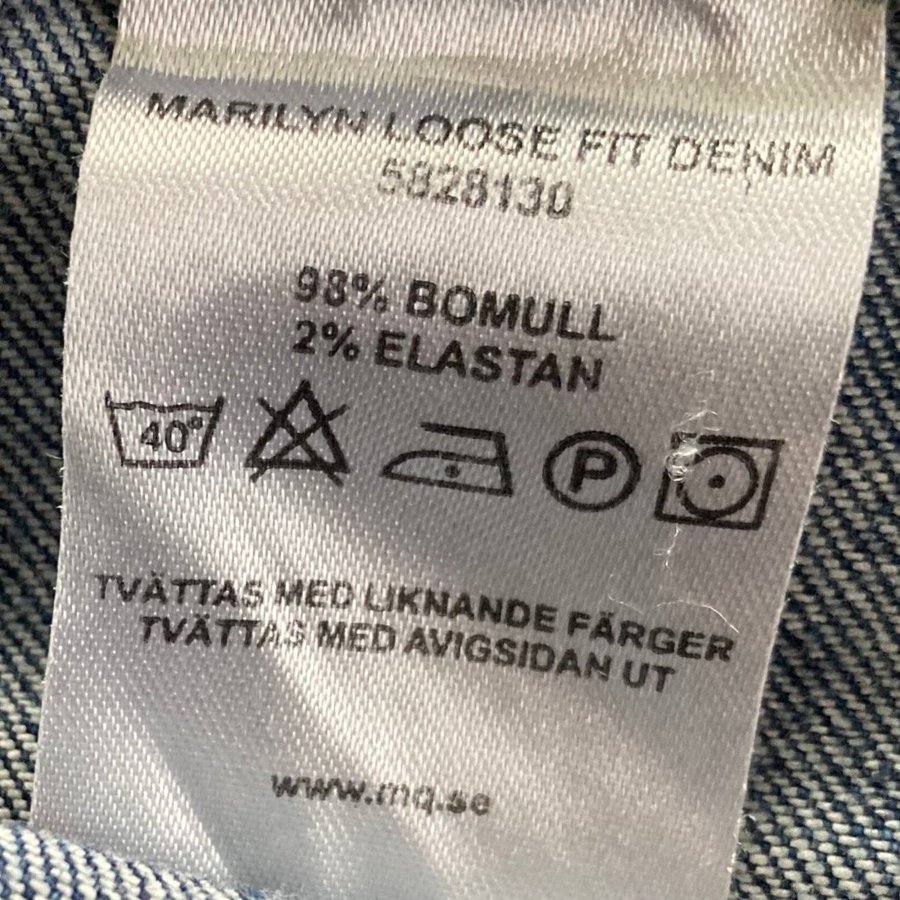 MARILYN LOOSE FIT DENIM
5828130
98% BOMULL
2% ELASTAN
40° P
TVÄTTAS MED LIKNANDE FÄRGER
TVÄTTAS MED AVIGSIDAN UT
www.mq.se